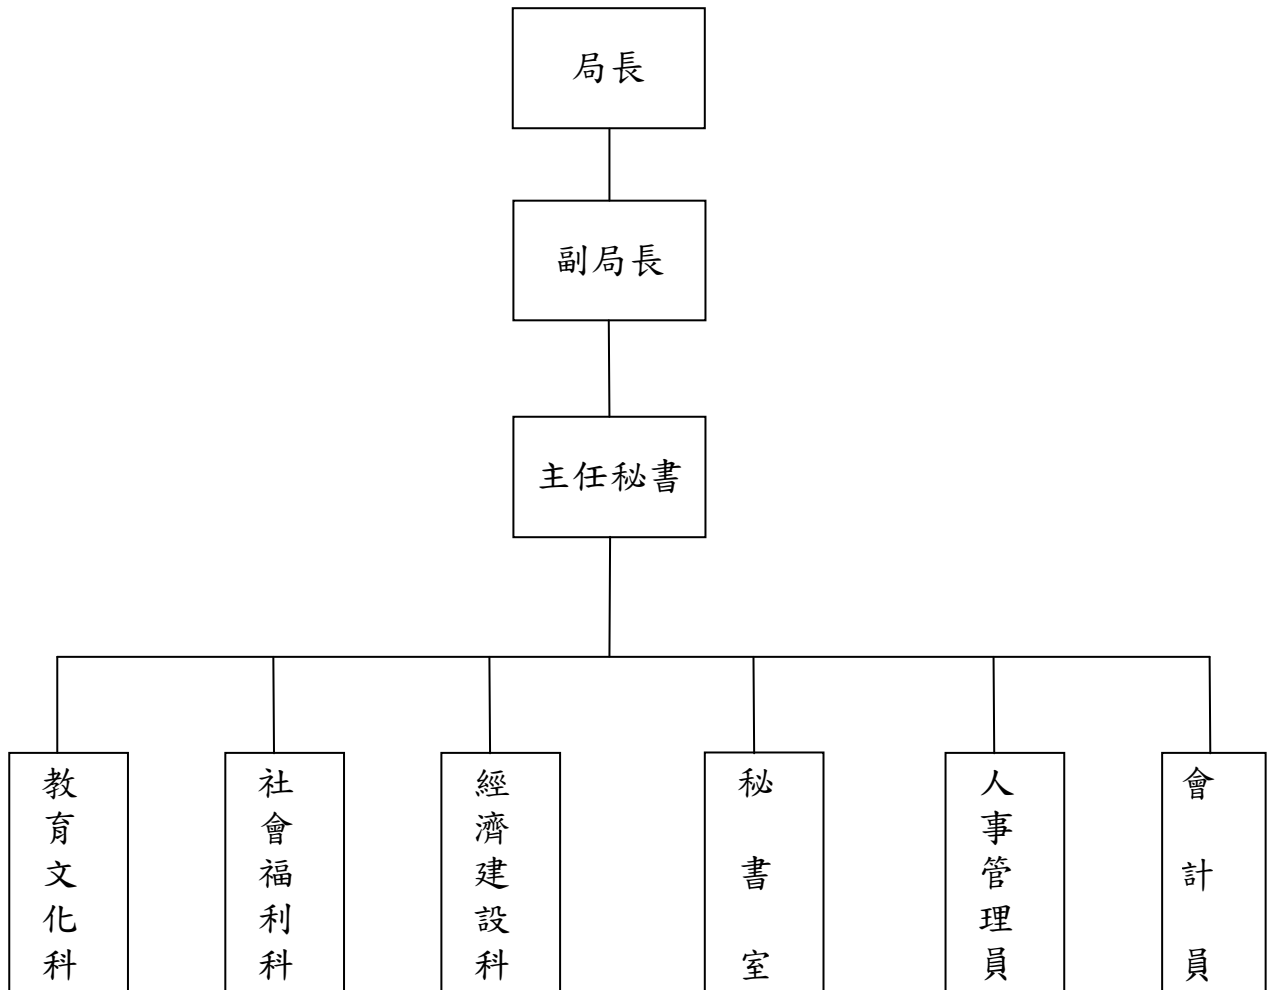 局長
副局長
主任秘書
教育文化科
社會福利科
經濟建設科
秘書室
人事管理員
會計員